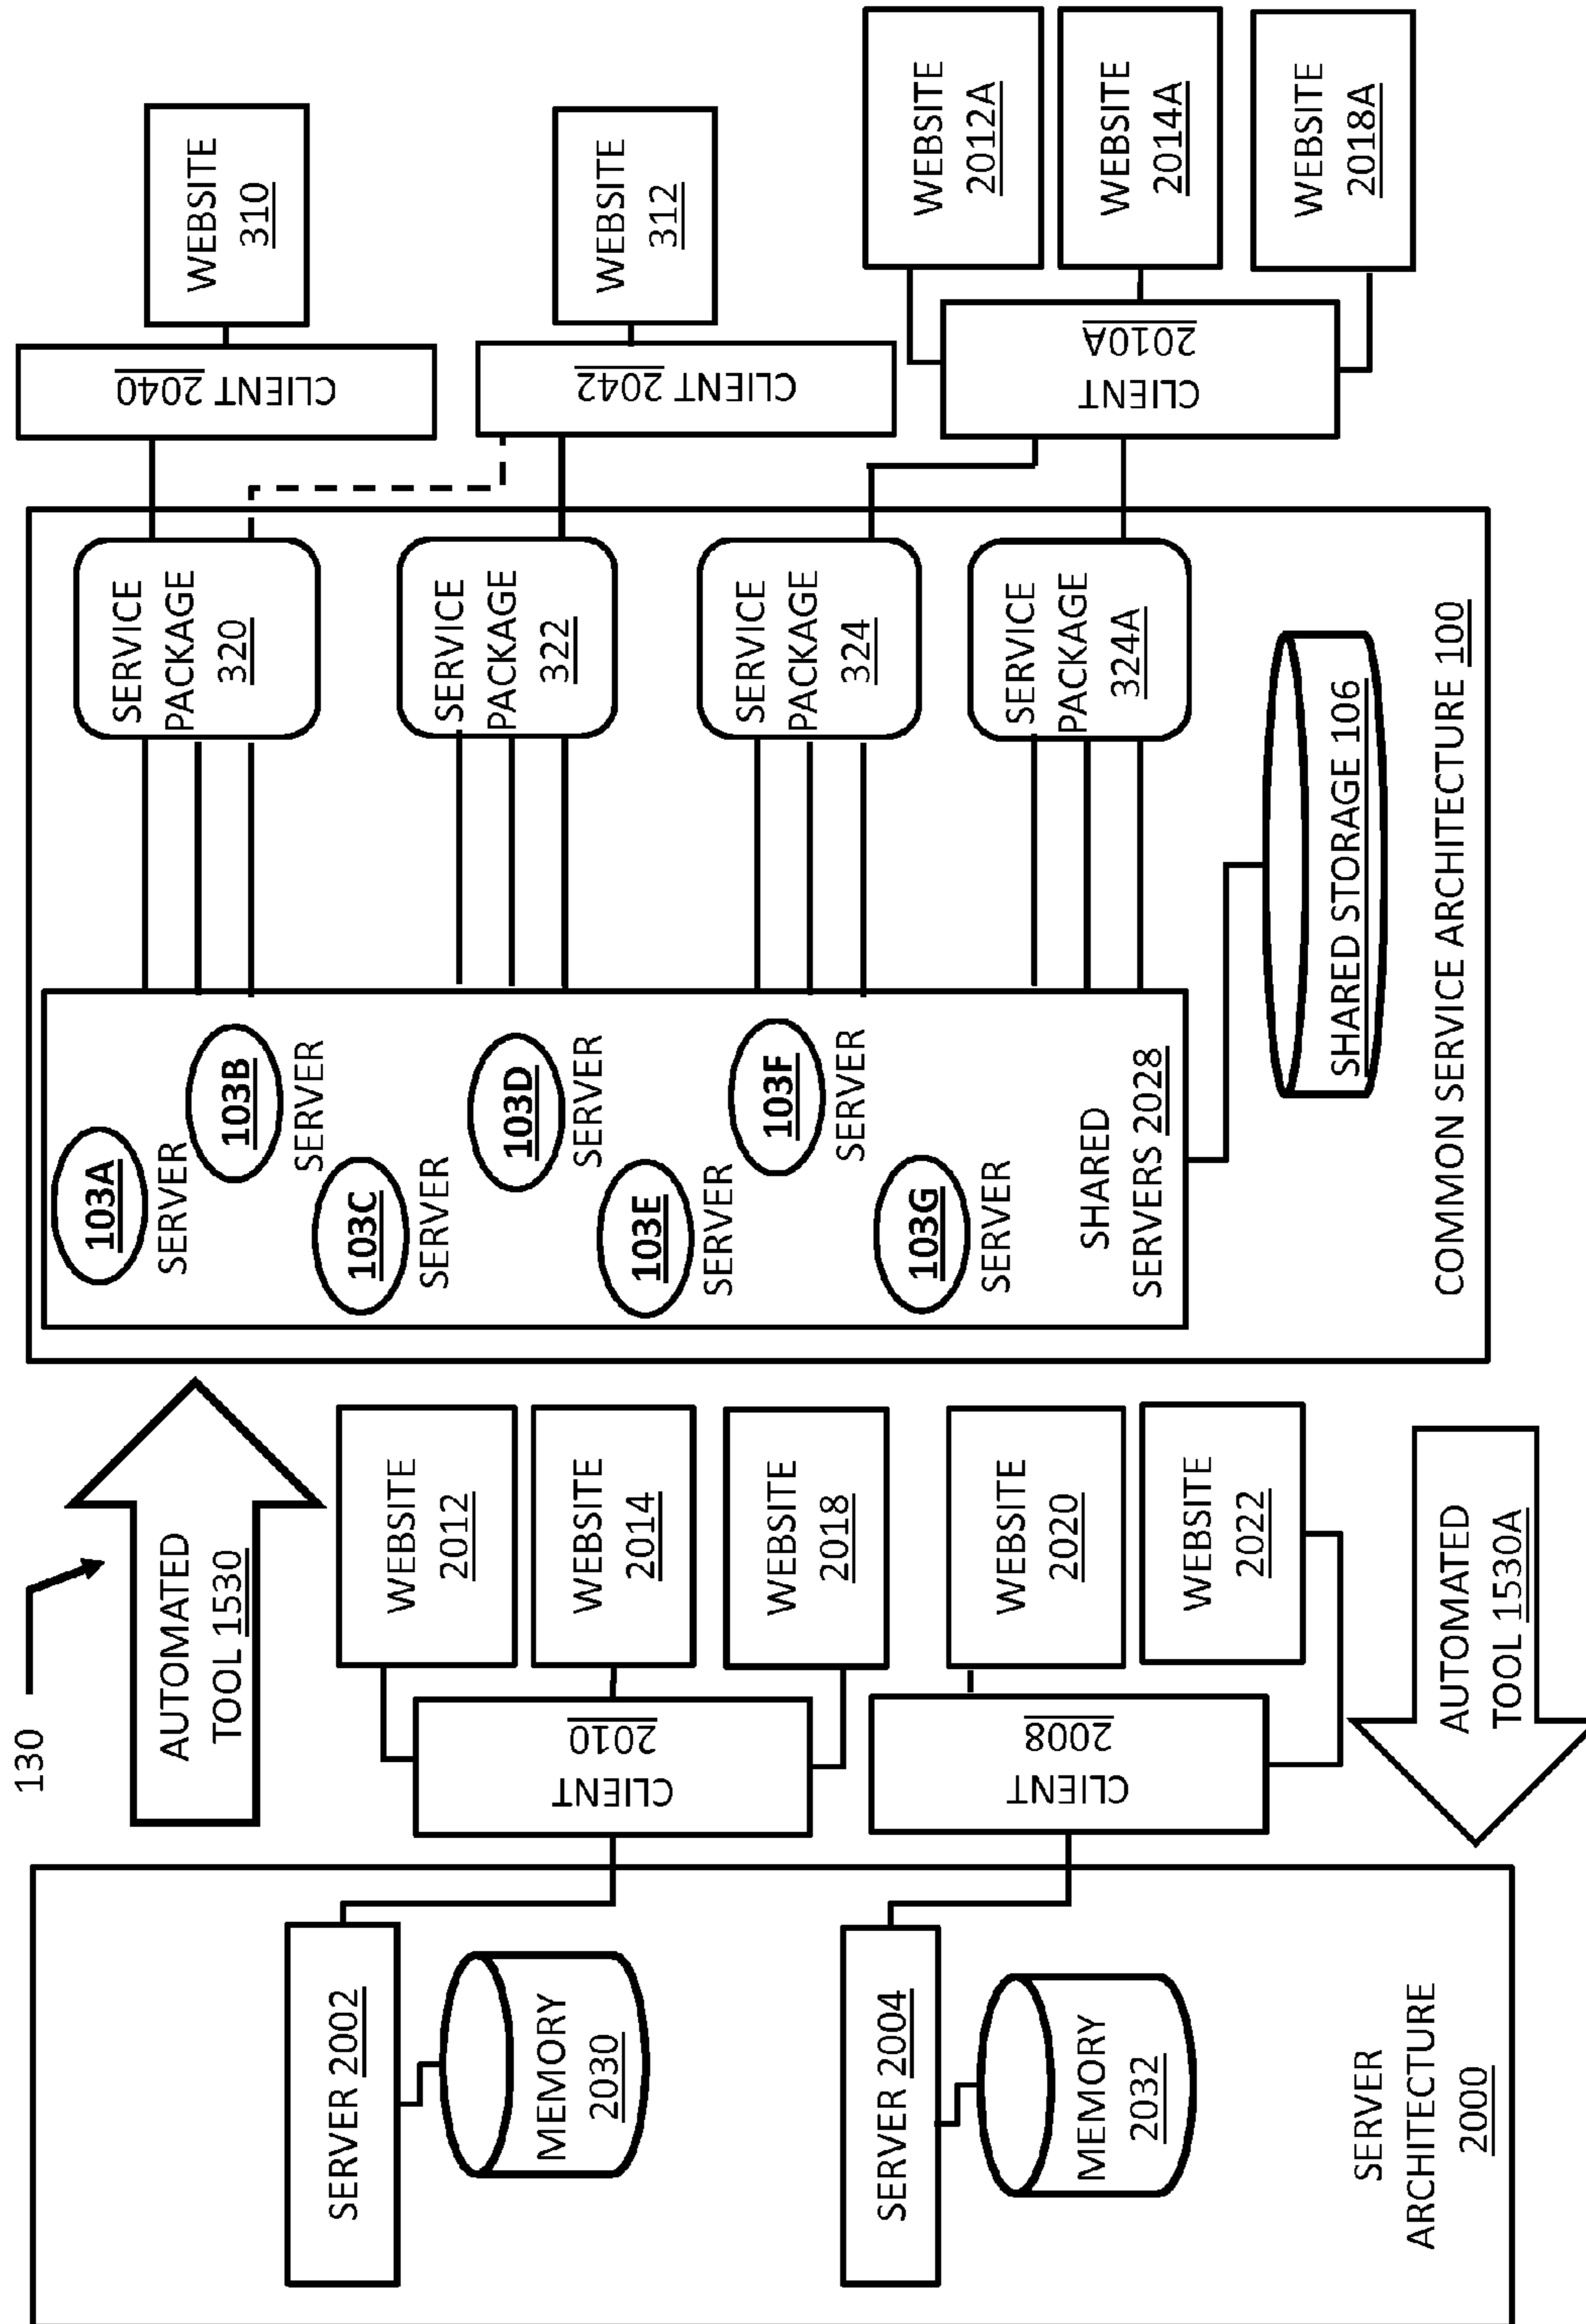 130
AUTOMATED
TOOL 1530
SERVER 2002
MEMORY
2030
SERVER 2004
MEMORY
2032
SERVER
ARCHITECTURE
2000
CLIENT
2010
WEBSITE
2012
WEBSITE
2014
WEBSITE
2018
CLIENT
2008
WEBSITE
2020
WEBSITE
2022
AUTOMATED
TOOL 1530A
103A
SERVER
103B
SERVER
103C
SERVER
103D
SERVER
103E
SERVER
103F
SERVER
103G
SERVER
SHARED
SERVERS 2028
SERVICE
PACKAGE
320
SERVICE
PACKAGE
322
SERVICE
PACKAGE
324
SERVICE
PACKAGE
324A
SHARED STORAGE 106
COMMON SERVICE ARCHITECTURE 100
CLIENT 2040
WEBSITE
310
CLIENT 2042
WEBSITE
312
CLIENT
2010A
WEBSITE
2012A
WEBSITE
2014A
WEBSITE
2018A